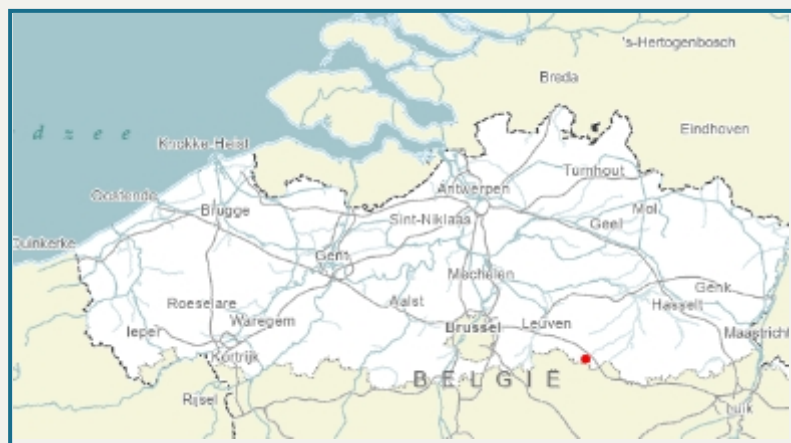 's-Hertogenbosch
Breda
d z e e
Eindhoven
Knokke-Heist
Turnhout
Antwerpen
Oostende
Mol
Brugge
Sint-Niklaas
Geel
Duinkerke
Gent
Mechelen
Genk
Roeselare
Aalst
Hasselt
Waregem
Brussel
Leuven
Ieper
Maastricht
Kortrijk
BELGIË
Rijsel
Luik